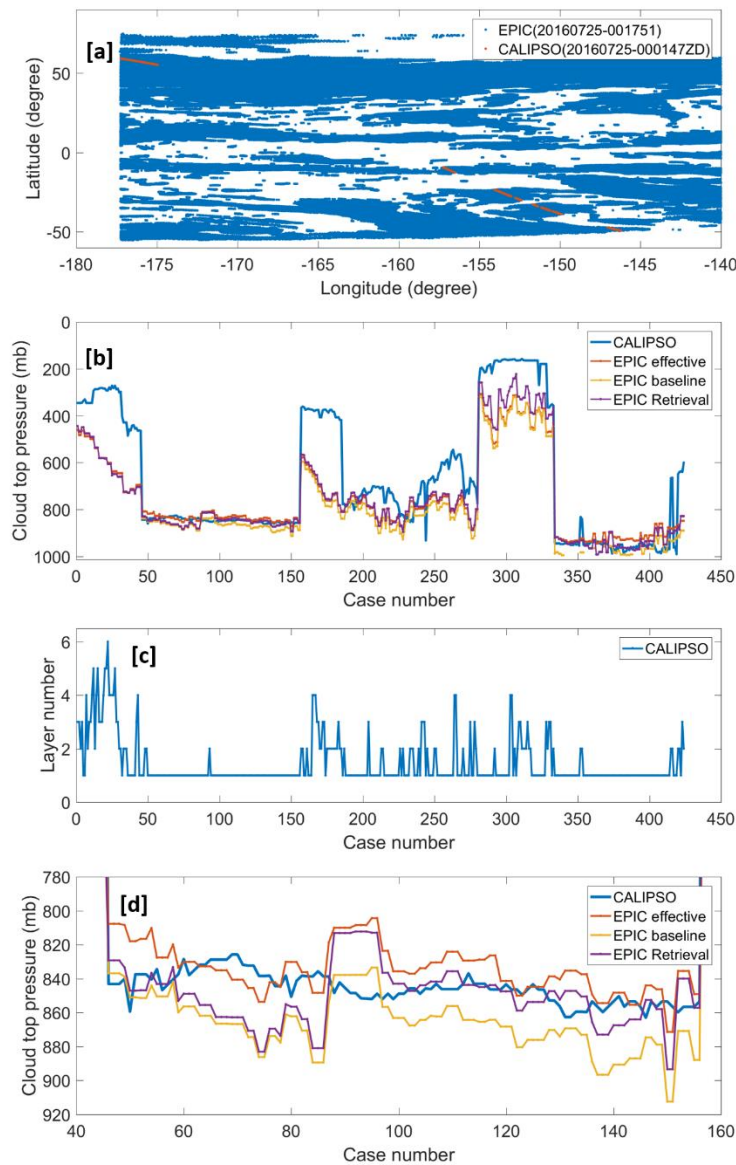 [a]
EPIC(20160725-001751)
CALIPSO(20160725-000147ZD)
Latitude (degree)
50
0
-50
-180 -175 -170 -165 -160 -155 -150 -145 -140
Longitude (degree)
[b]
CALIPSO
EPIC effective
EPIC baseline
EPIC Retrieval
Cloud top pressure (mb)
0
200
400
600
800
1000
0 50 100 150 200 250 300 350 400 450
Case number
[c]
CALIPSO
Layer number
6
4
2
0
0 50 100 150 200 250 300 350 400 450
Case number
[d]
CALIPSO
EPIC effective
EPIC baseline
EPIC Retrieval
Cloud top pressure (mb)
780
800
820
840
860
880
900
920
40 60 80 100 120 140 160
Case number